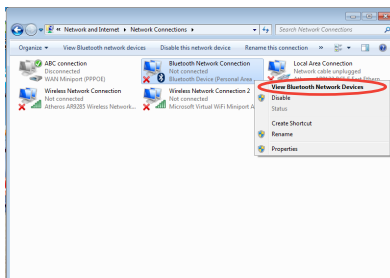 « Network and Internet ▸ Network Connections ▸
Search Network Connections
Organize ▾ View Bluetooth network devices Disable this network device Rename this connection »
ABC connection
Disconnected
WAN Miniport (PPPOE)
Bluetooth Network Connection
Not connected
Bluetooth Device (Personal Area
Local Area Connection
Network cable unplugged
Wireless Network Connection
Not connected
Atheros AR9285 Wireless Network...
Wireless Network Connection 2
Not connected
Microsoft Virtual WiFi Miniport A
View Bluetooth Network Devices
Disable
Status
Create Shortcut
Rename
Properties